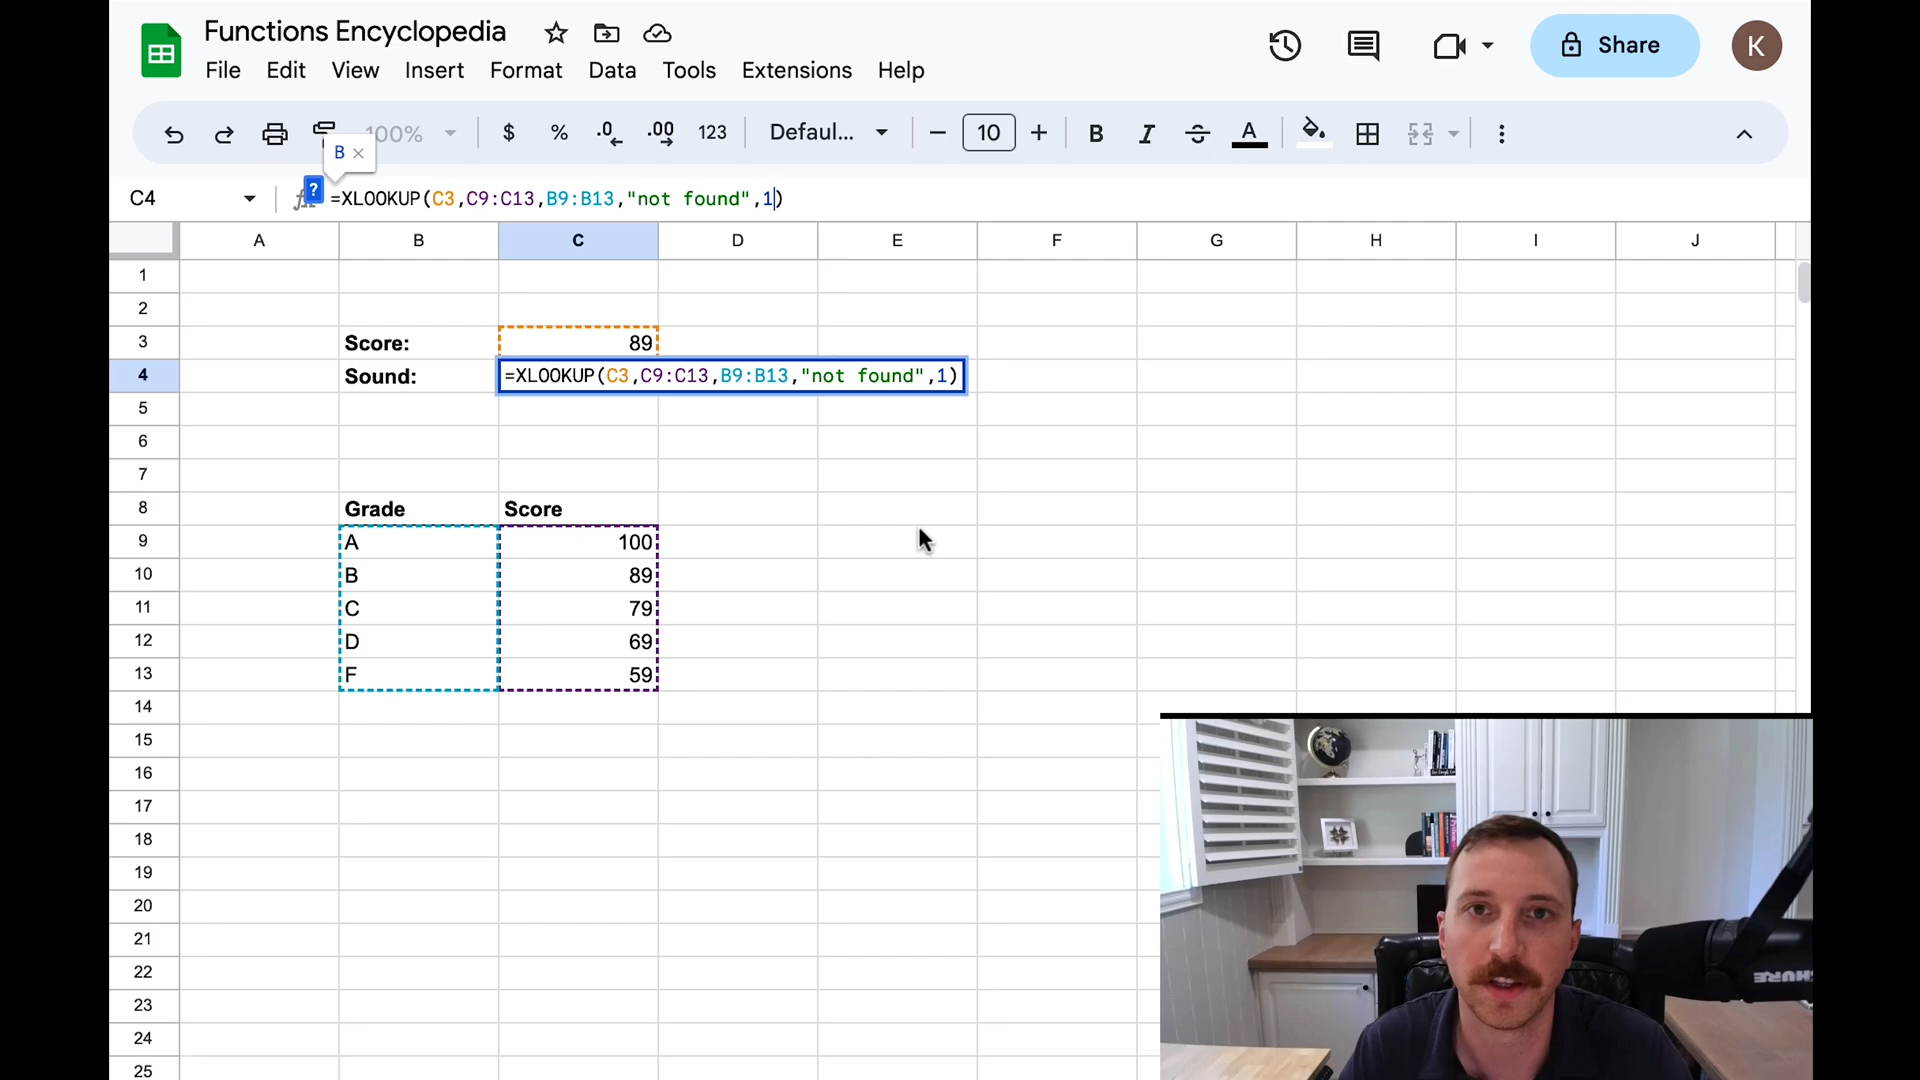 Functions Encyclopedia
File Edit View Insert Format Data Tools Extensions Help
Share
K
100% $ % .0 .00 123 Defaul... 10 B I S A
B
C4 ? =XLOOKUP(C3,C9:C13,B9:B13,"not found",1)
A B C D E F G H I J
1
2
3 Score: 89
4 Sound: =XLOOKUP(C3,C9:C13,B9:B13,"not found",1)
5
6
7
8 Grade Score
9 A 100
10 B 89
11 C 79
12 D 69
13 F 59
14
15
16
17
18
19
20
21
22
23
24
25
SHURE